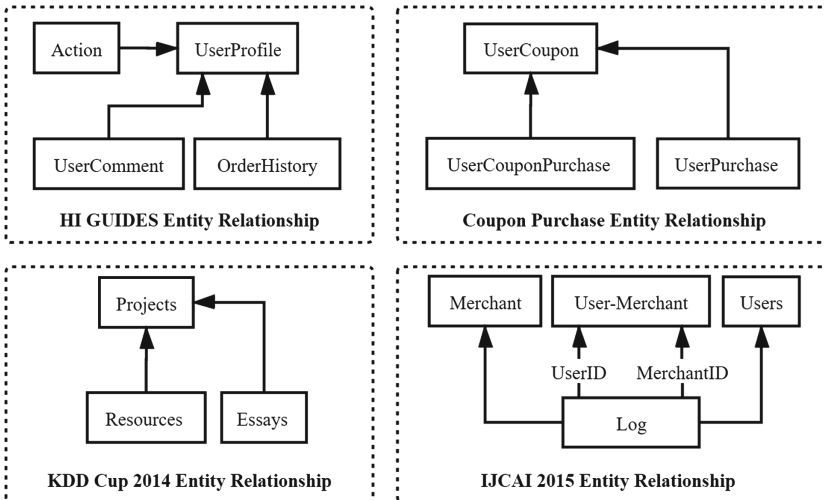 Action
UserProfile
UserComment
OrderHistory
HI GUIDES Entity Relationship
UserCoupon
UserCouponPurchase
UserPurchase
Coupon Purchase Entity Relationship
Projects
Resources
Essays
KDD Cup 2014 Entity Relationship
Merchant
User-Merchant
Users
UserID
MerchantID
Log
IJCAI 2015 Entity Relationship